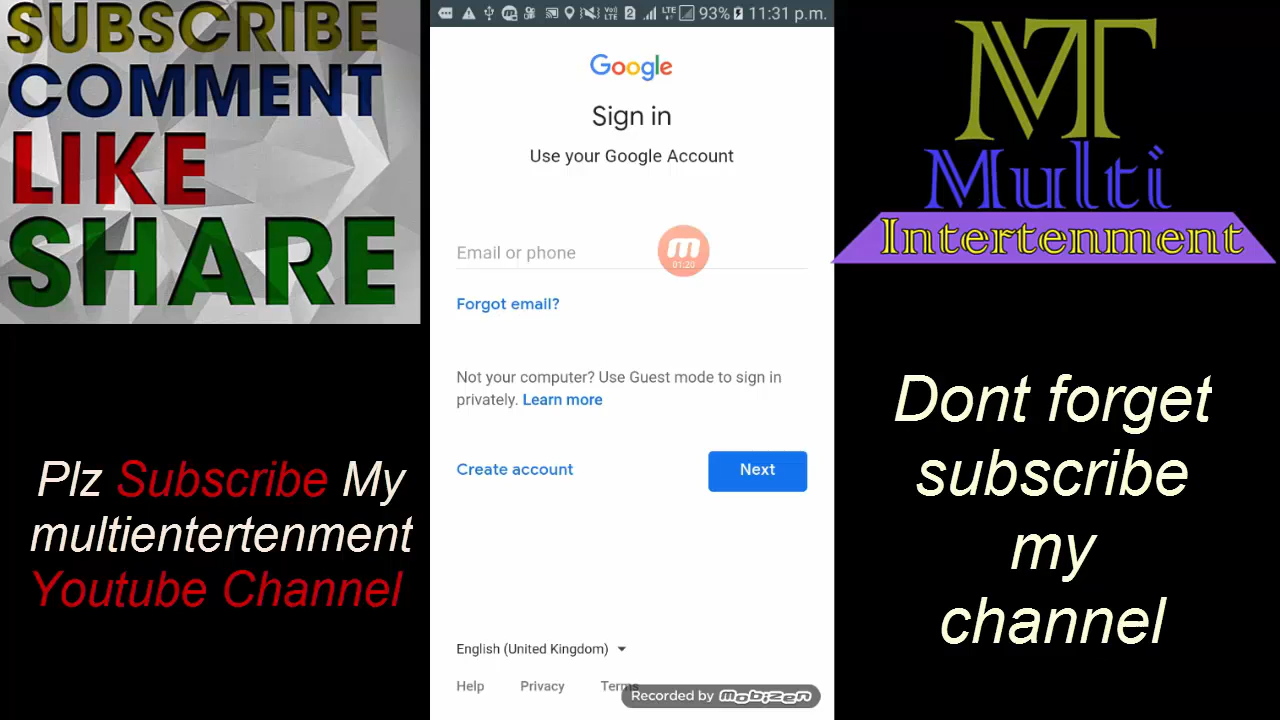 SUBSCRIBE
COMMENT
LIKE
SHARE
Plz Subscribe My
multientertenment
Youtube Channel
93% 11:31 p.m.
Google
Sign in
Use your Google Account
Email or phone
01:20
Forgot email?
Not your computer? Use Guest mode to sign in
privately. Learn more
Create account
Next
English (United Kingdom)
Help Privacy Terms
Recorded by mobizen
MT
Multi
Intertenment
Dont forget
subscribe
my
channel